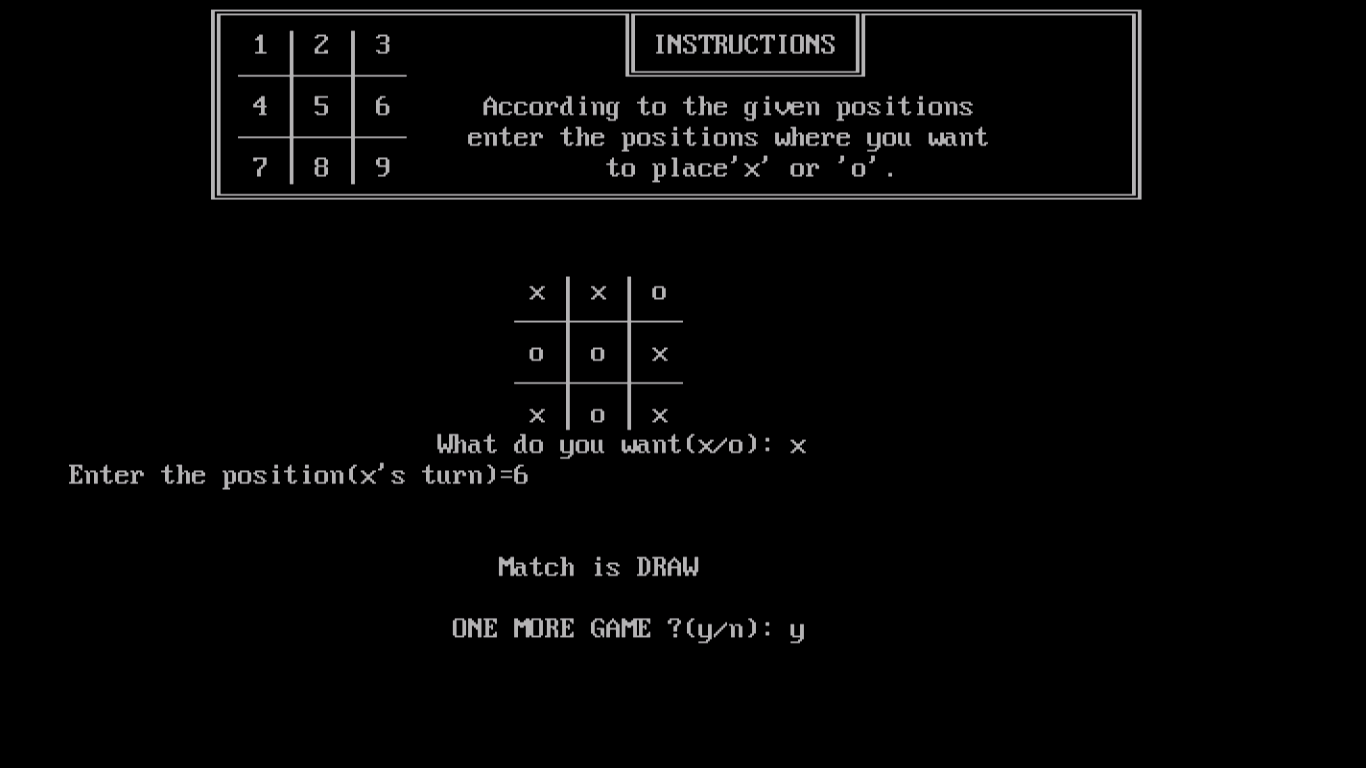 1 2 3
4 5 6
7 8 9
INSTRUCTIONS
According to the given positions
enter the positions where you want
to place'x' or 'o'.
x x o
o o x
x o x
What do you want(x/o): x
Enter the position(x's turn)=6
Match is DRAW
ONE MORE GAME ?(y/n): y